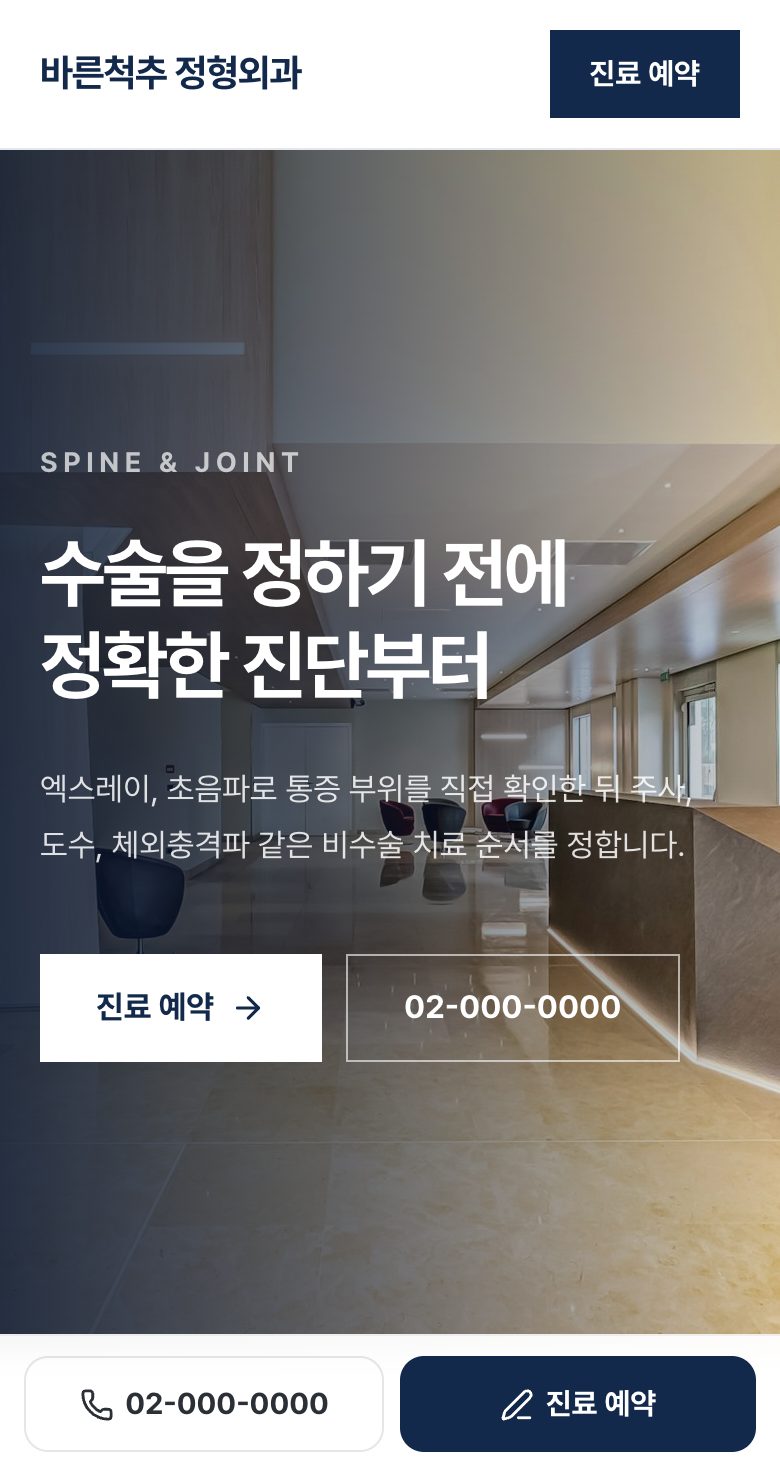 바른척추 정형외과
진료 예약
SPINE & JOINT
수술을 정하기 전에
정확한 진단부터
엑스레이, 초음파로 통증 부위를 직접 확인한 뒤 주사,
도수, 체외충격파 같은 비수술 치료 순서를 정합니다.
진료 예약
02-000-0000
02-000-0000
진료 예약